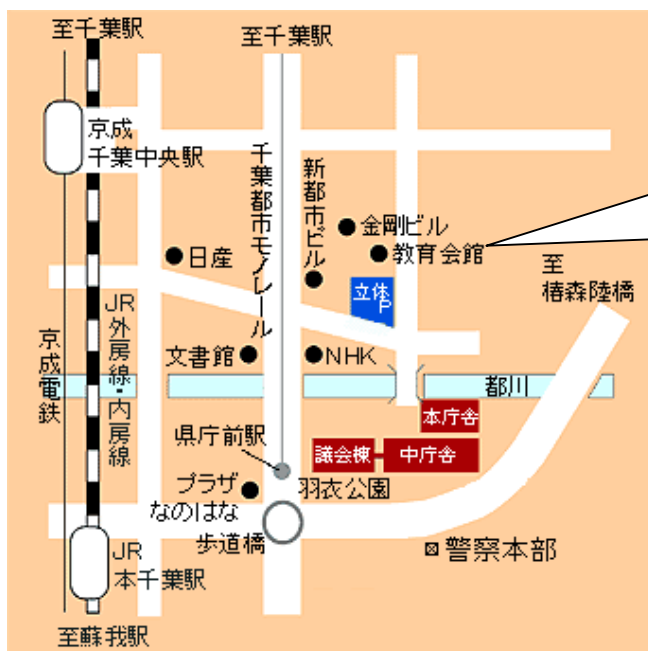 至千葉駅
至千葉駅
京成
千葉中央駅
千葉都市モノレール
新都市ビル
金剛ビル
教育会館
日産
至
椿森陸橋
立体
P
JR外房線・内房線
京成電鉄
文書館
NHK
都川
本庁舎
県庁前駅
議会棟
中庁舎
プラザ
なのはな
羽衣公園
歩道橋
警察本部
JR
本千葉駅
至蘇我駅